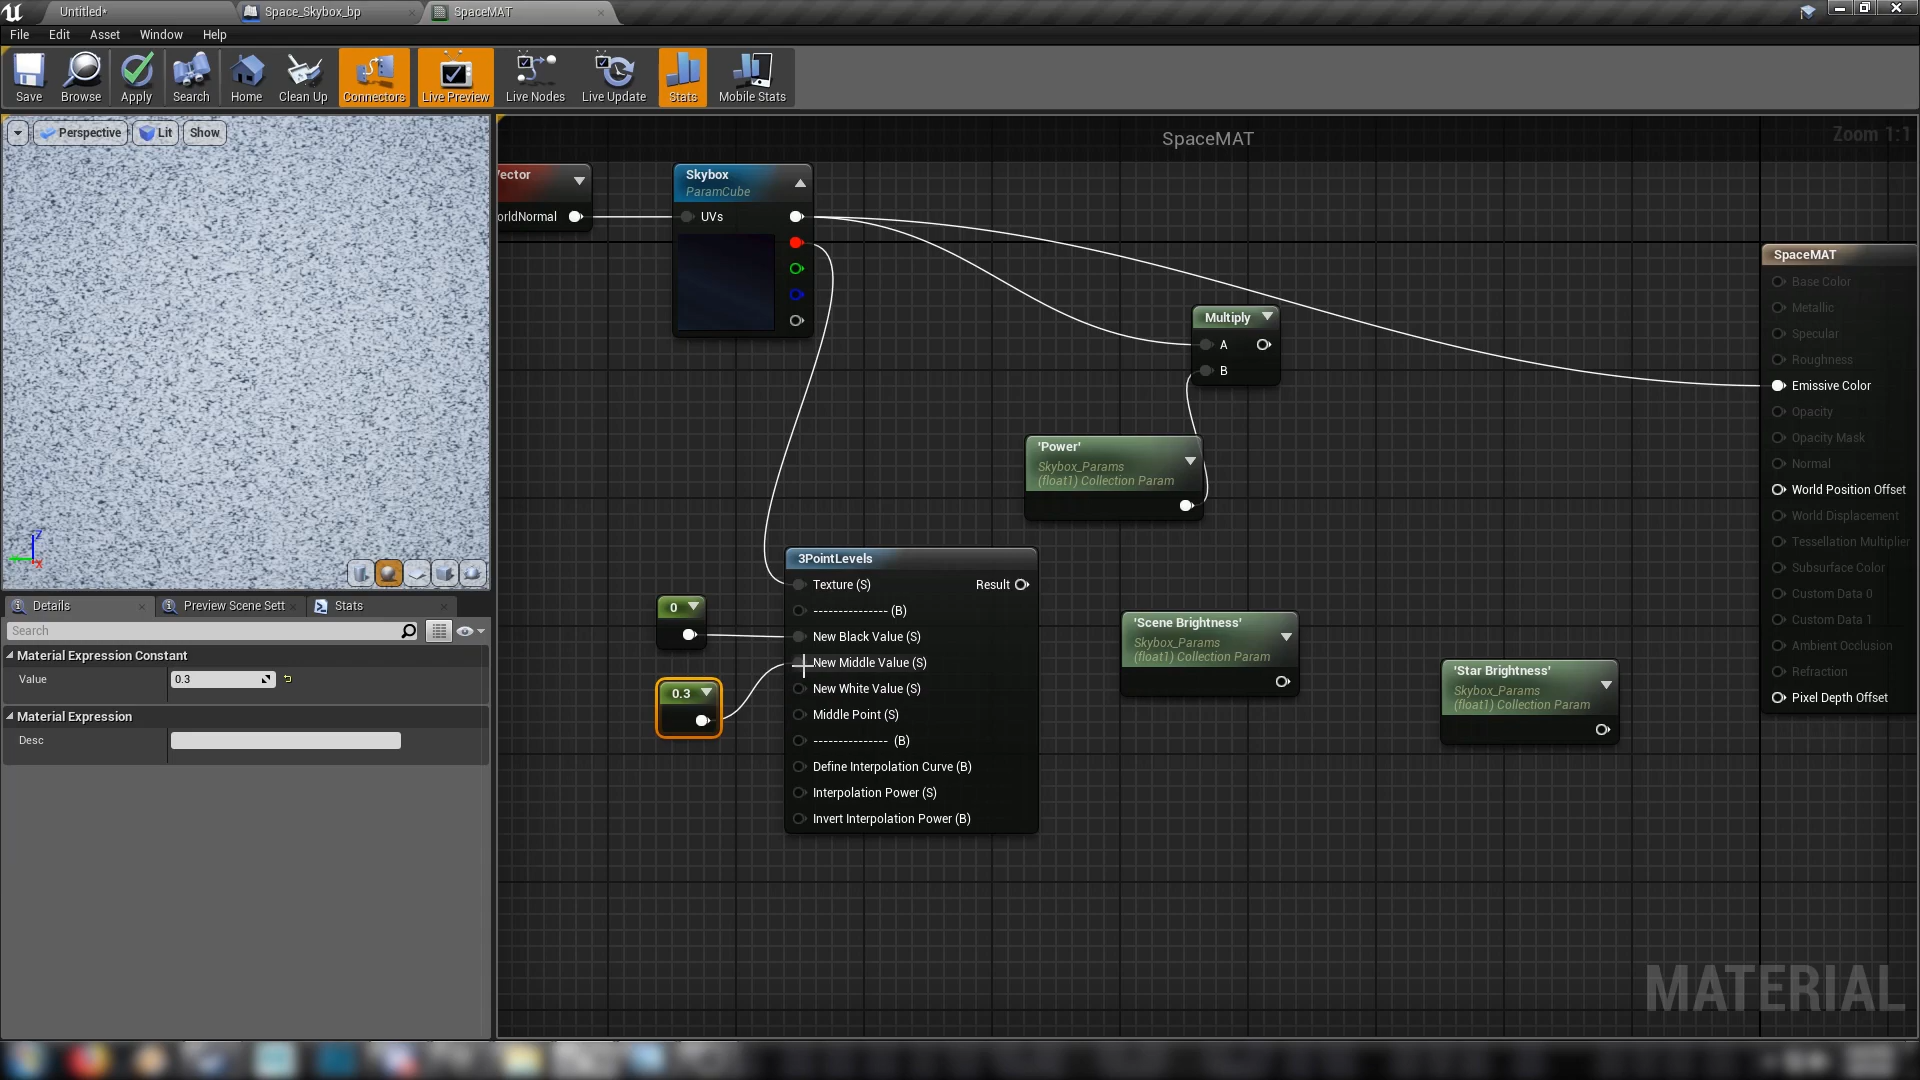 Untitled*
Space_Skybox_bp
SpaceMAT
File
Edit
Asset
Window
Help
Save
Browse
Apply
Search
Home
Clean Up
Connectors
Live Preview
Live Nodes
Live Update
Stats
Mobile Stats
Perspective
Lit
Show
SpaceMAT
Zoom 1:1
Vector
orldNormal
Skybox
ParamCube
UVs
Multiply
A
B
'Power'
Skybox_Params
(float1) Collection Param
3PointLevels
Texture (S)
Result
--------------- (B)
New Black Value (S)
New Middle Value (S)
New White Value (S)
Middle Point (S)
--------------- (B)
Define Interpolation Curve (B)
Interpolation Power (S)
Invert Interpolation Power (B)
0
0.3
'Scene Brightness'
Skybox_Params
(float1) Collection Param
'Star Brightness'
Skybox_Params
(float1) Collection Param
SpaceMAT
Base Color
Metallic
Specular
Roughness
Emissive Color
Opacity
Opacity Mask
Normal
World Position Offset
World Displacement
Tessellation Multiplier
Subsurface Color
Custom Data 0
Custom Data 1
Ambient Occlusion
Refraction
Pixel Depth Offset
MATERIAL
Z
X
Details
Preview Scene Sett
Stats
Search
Material Expression Constant
Value
0.3
Material Expression
Desc